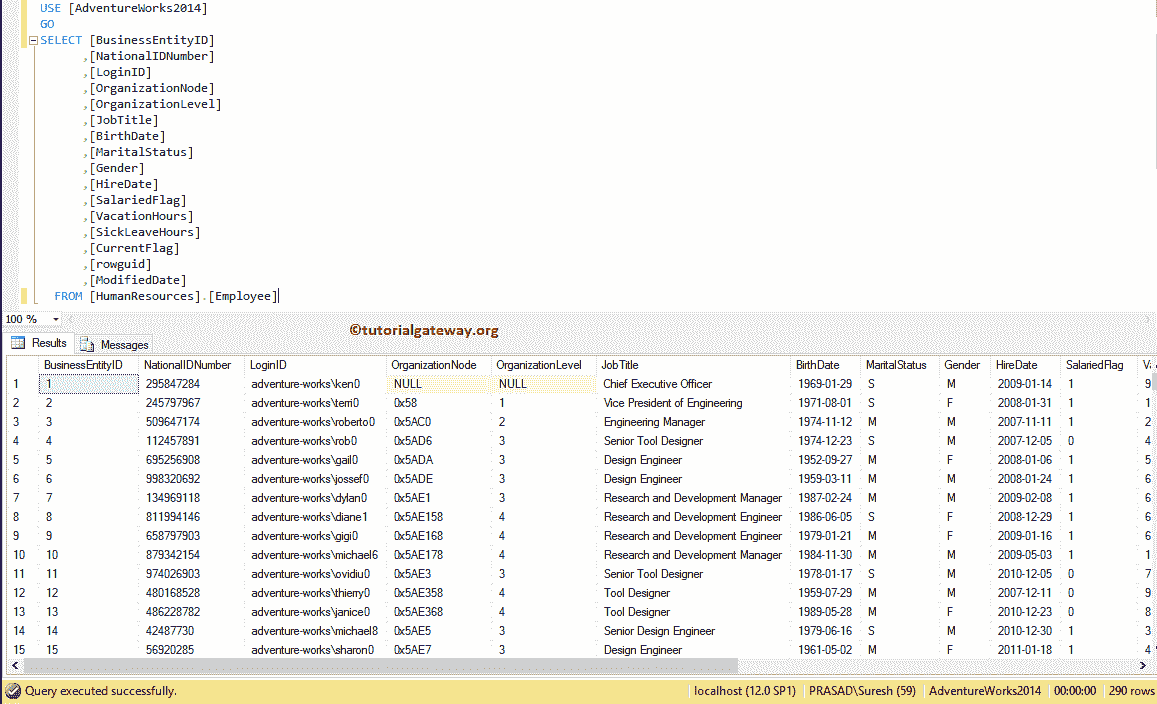 USE [AdventureWorks2014]
GO
SELECT [BusinessEntityID]
,[NationalIDNumber]
,[LoginID]
,[OrganizationNode]
,[OrganizationLevel]
,[JobTitle]
,[BirthDate]
,[MaritalStatus]
,[Gender]
,[HireDate]
,[SalariedFlag]
,[VacationHours]
,[SickLeaveHours]
,[CurrentFlag]
,[rowguid]
,[ModifiedDate]
FROM [HumanResources].[Employee]
100 %
©tutorialgateway.org
Results Messages
BusinessEntityID NationalIDNumber LoginID OrganizationNode OrganizationLevel JobTitle BirthDate MaritalStatus Gender HireDate SalariedFlag
1 1 295847284 adventure-works\ken0 NULL NULL Chief Executive Officer 1969-01-29 S M 2009-01-14 1 9
2 2 245797967 adventure-works\terri0 0x58 1 Vice President of Engineering 1971-08-01 S F 2008-01-31 1 1
3 3 509647174 adventure-works\roberto0 0x5AC0 2 Engineering Manager 1974-11-12 M M 2007-11-11 1 2
4 4 112457891 adventure-works\rob0 0x5AD6 3 Senior Tool Designer 1974-12-23 S M 2007-12-05 0 4
5 5 695256908 adventure-works\gail0 0x5ADA 3 Design Engineer 1952-09-27 M F 2008-01-06 1 5
6 6 998320692 adventure-works\jossef0 0x5ADE 3 Design Engineer 1959-03-11 M M 2008-01-24 1 6
7 7 134969118 adventure-works\dylan0 0x5AE1 3 Research and Development Manager 1987-02-24 M M 2009-02-08 1 6
8 8 811994146 adventure-works\diane1 0x5AE158 4 Research and Development Engineer 1986-06-05 S F 2008-12-29 1 6
9 9 658797903 adventure-works\gigi0 0x5AE168 4 Research and Development Engineer 1979-01-21 M F 2009-01-16 1 6
10 10 879342154 adventure-works\michael6 0x5AE178 4 Research and Development Manager 1984-11-30 M M 2009-05-03 1 1
11 11 974026903 adventure-works\ovidiu0 0x5AE3 3 Senior Tool Designer 1978-01-17 S M 2010-12-05 0 7
12 12 480168528 adventure-works\thierry0 0x5AE358 4 Tool Designer 1959-07-29 M M 2007-12-11 0 9
13 13 486228782 adventure-works\janice0 0x5AE368 4 Tool Designer 1989-05-28 M F 2010-12-23 0 8
14 14 42487730 adventure-works\michael8 0x5AE5 3 Senior Design Engineer 1979-06-16 S M 2010-12-30 1 3
15 15 56920285 adventure-works\sharon0 0x5AE7 3 Design Engineer 1961-05-02 M F 2011-01-18 1 4
Query executed successfully. localhost (12.0 SP1) PRASAD\Suresh (59) AdventureWorks2014 00:00:00 290 rows